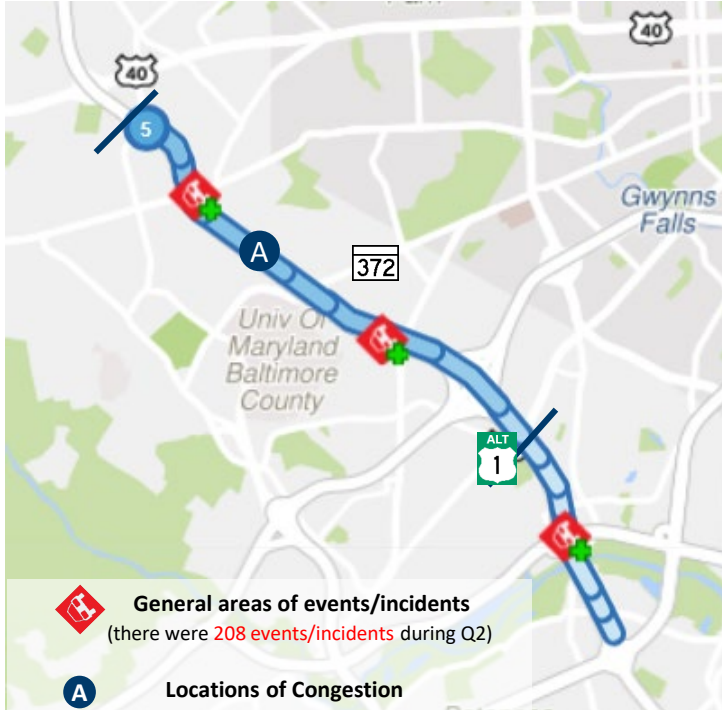 40
40
5
Gwynns
Falls
A
372
Univ Of
Maryland
Baltimore
County
ALT
1
General areas of events/incidents
(there were 208 events/incidents during Q2)
A
Locations of Congestion